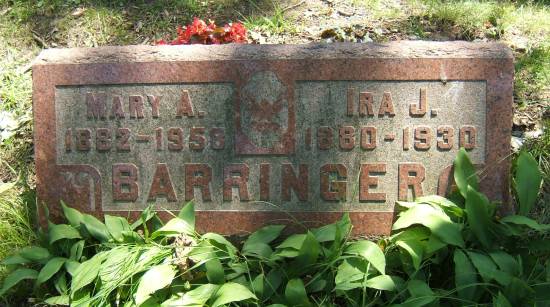 MARY A. IRA J.
1882-1958 1880-1930
BARRINGER